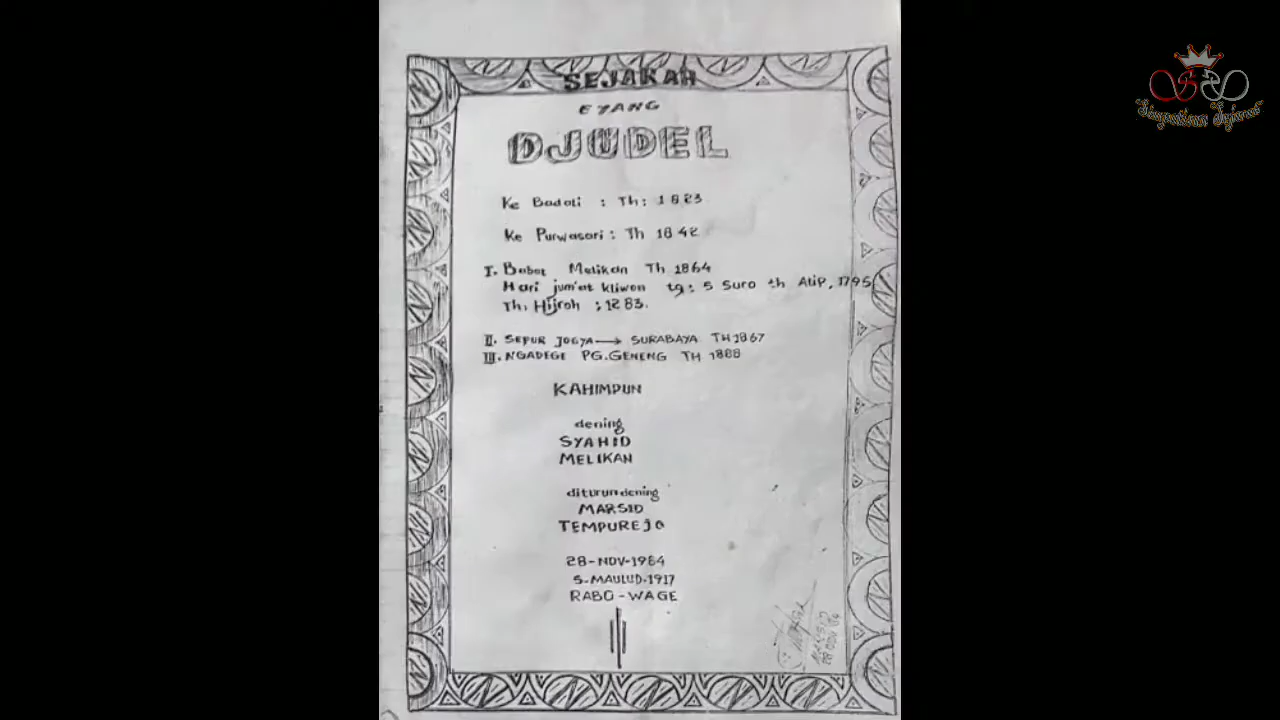 SEJARAH
EYANG
DJUDEL
Ke Badali : Th: 1823
Ke Purwasari : Th 1842
I. Babat Melikan Th 1864
Hari jum'at kliwon tg: 5 Suro th Alip, 1795
Th. Hijroh : 1283.
II. SEPUR JOGYA → SURABAYA TH 1867
III. NGADEGE PG. GENENG TH 1888
KAHIMPUN
dening
SYAHID
MELIKAN
diturun dening
MARSID
TEMPUREJO
28-NOV-1984
5-MAULUD-1917
RABO-WAGE